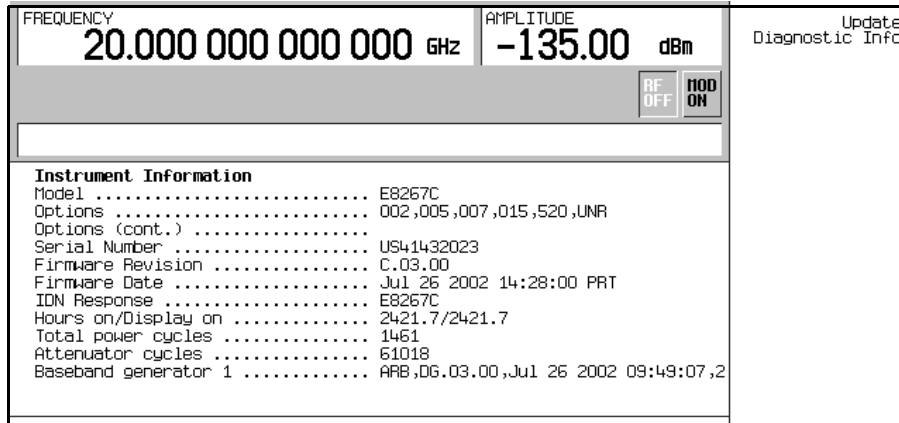 FREQUENCY
20.000 000 000 000 GHz
AMPLITUDE
-135.00 dBm
Update
Diagnostic Info
RF
OFF
MOD
ON
Instrument Information
Model ............................ E8267C
Options .......................... 002,005,007,015,520,UNR
Options (cont.) ..................
Serial Number .................... US41432023
Firmware Revision ................ C.03.00
Firmware Date .................... Jul 26 2002 14:28:00 PRT
IDN Response ..................... E8267C
Hours on/Display on .............. 2421.7/2421.7
Total power cycles ............... 1461
Attenuator cycles ................ 61018
Baseband generator 1 ............. ARB,DG.03.00,Jul 26 2002 09:49:07,2